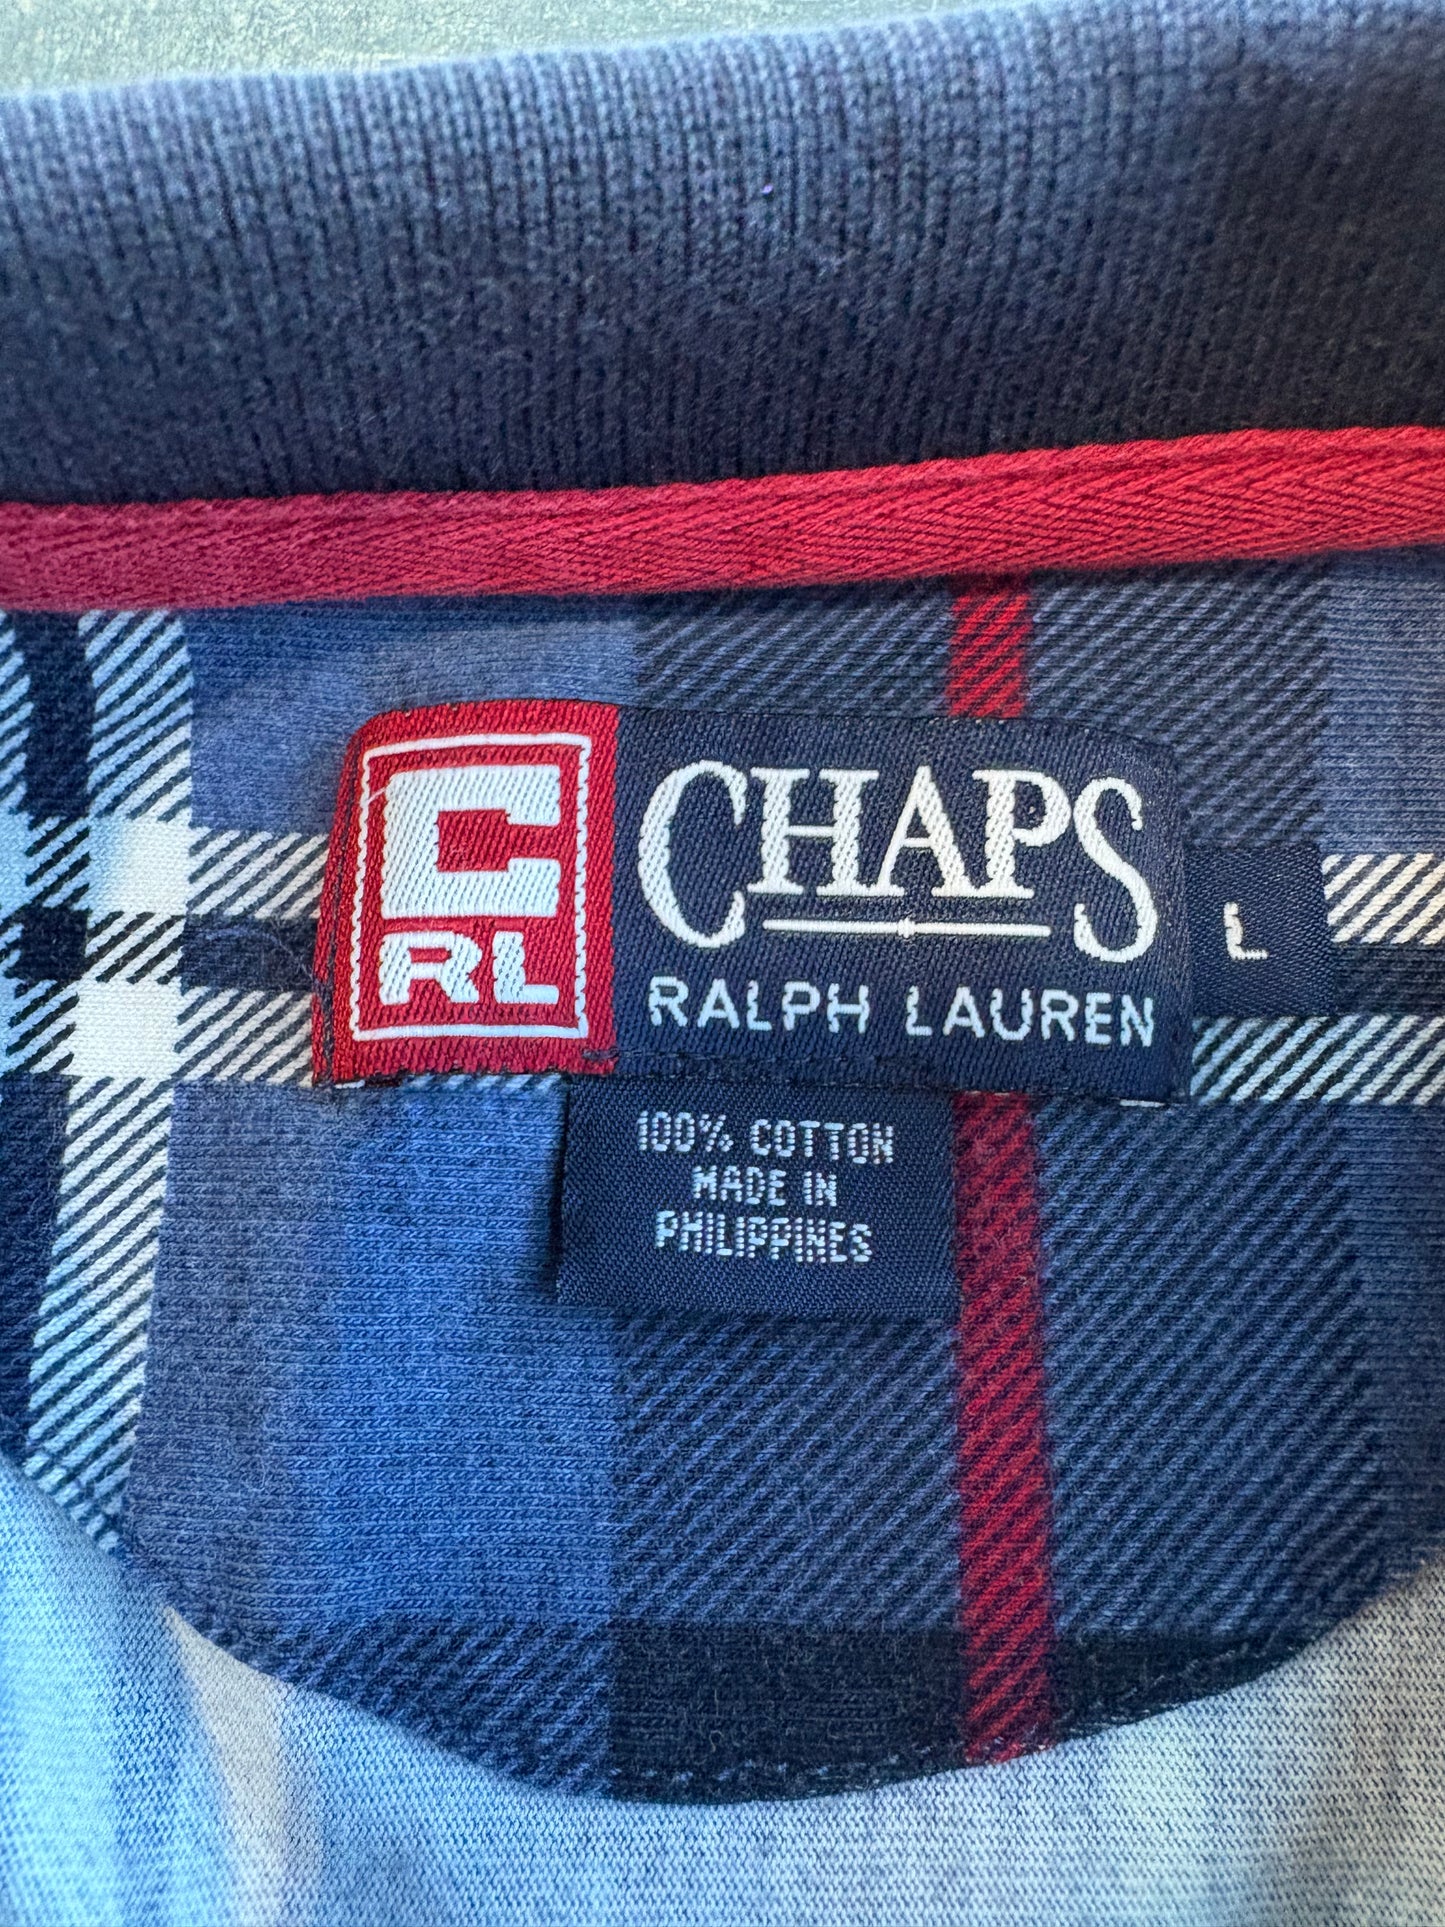 C
RL
CHAPS
RALPH LAUREN
L
100% COTTON
MADE IN
PHILIPPINES